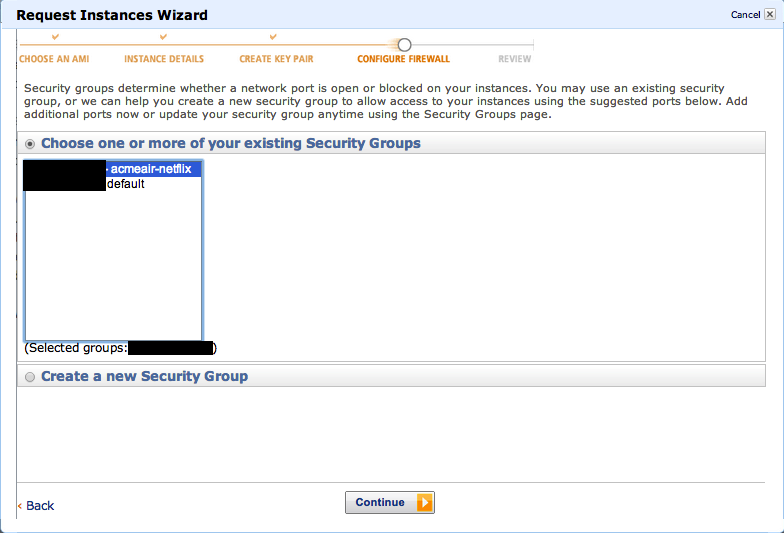 Request Instances Wizard
Cancel
CHOOSE AN AMI INSTANCE DETAILS CREATE KEY PAIR CONFIGURE FIREWALL REVIEW
Security groups determine whether a network port is open or blocked on your instances. You may use an existing security
group, or we can help you create a new security group to allow access to your instances using the suggested ports below. Add
additional ports now or update your security group anytime using the Security Groups page.
Choose one or more of your existing Security Groups
- acmeair-netflix
default
(Selected groups: )
Create a new Security Group
< Back
Continue